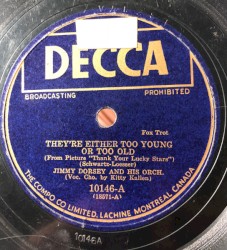 DECCA
BROADCASTING PROHIBITED
Fox Trot
THEY'RE EITHER TOO YOUNG
OR TOO OLD
(From Picture "Thank Your Lucky Stars")
(Schwartz-Loesser)
JIMMY DORSEY AND HIS ORCH.
(Voc. Cho. by Kitty Kallen)
10146-A
(18571-A)
THE COMPO CO. LIMITED, LACHINE MONTREAL CANADA
10146A